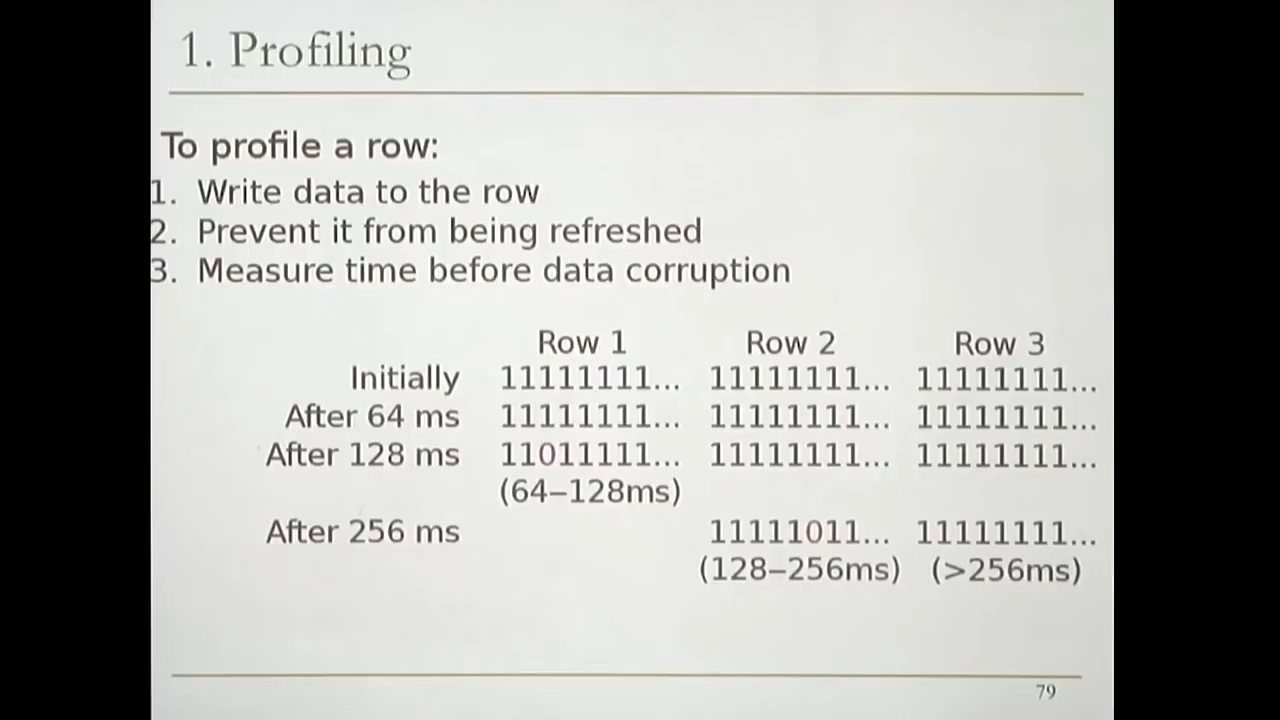 1. Profiling
To profile a row:
1. Write data to the row
2. Prevent it from being refreshed
3. Measure time before data corruption
Row 1 Row 2 Row 3
Initially 11111111... 11111111... 11111111...
After 64 ms 11111111... 11111111... 11111111...
After 128 ms 11011111... 11111111... 11111111...
(64–128ms)
After 256 ms 11111011... 11111111...
(128–256ms) (>256ms)
79